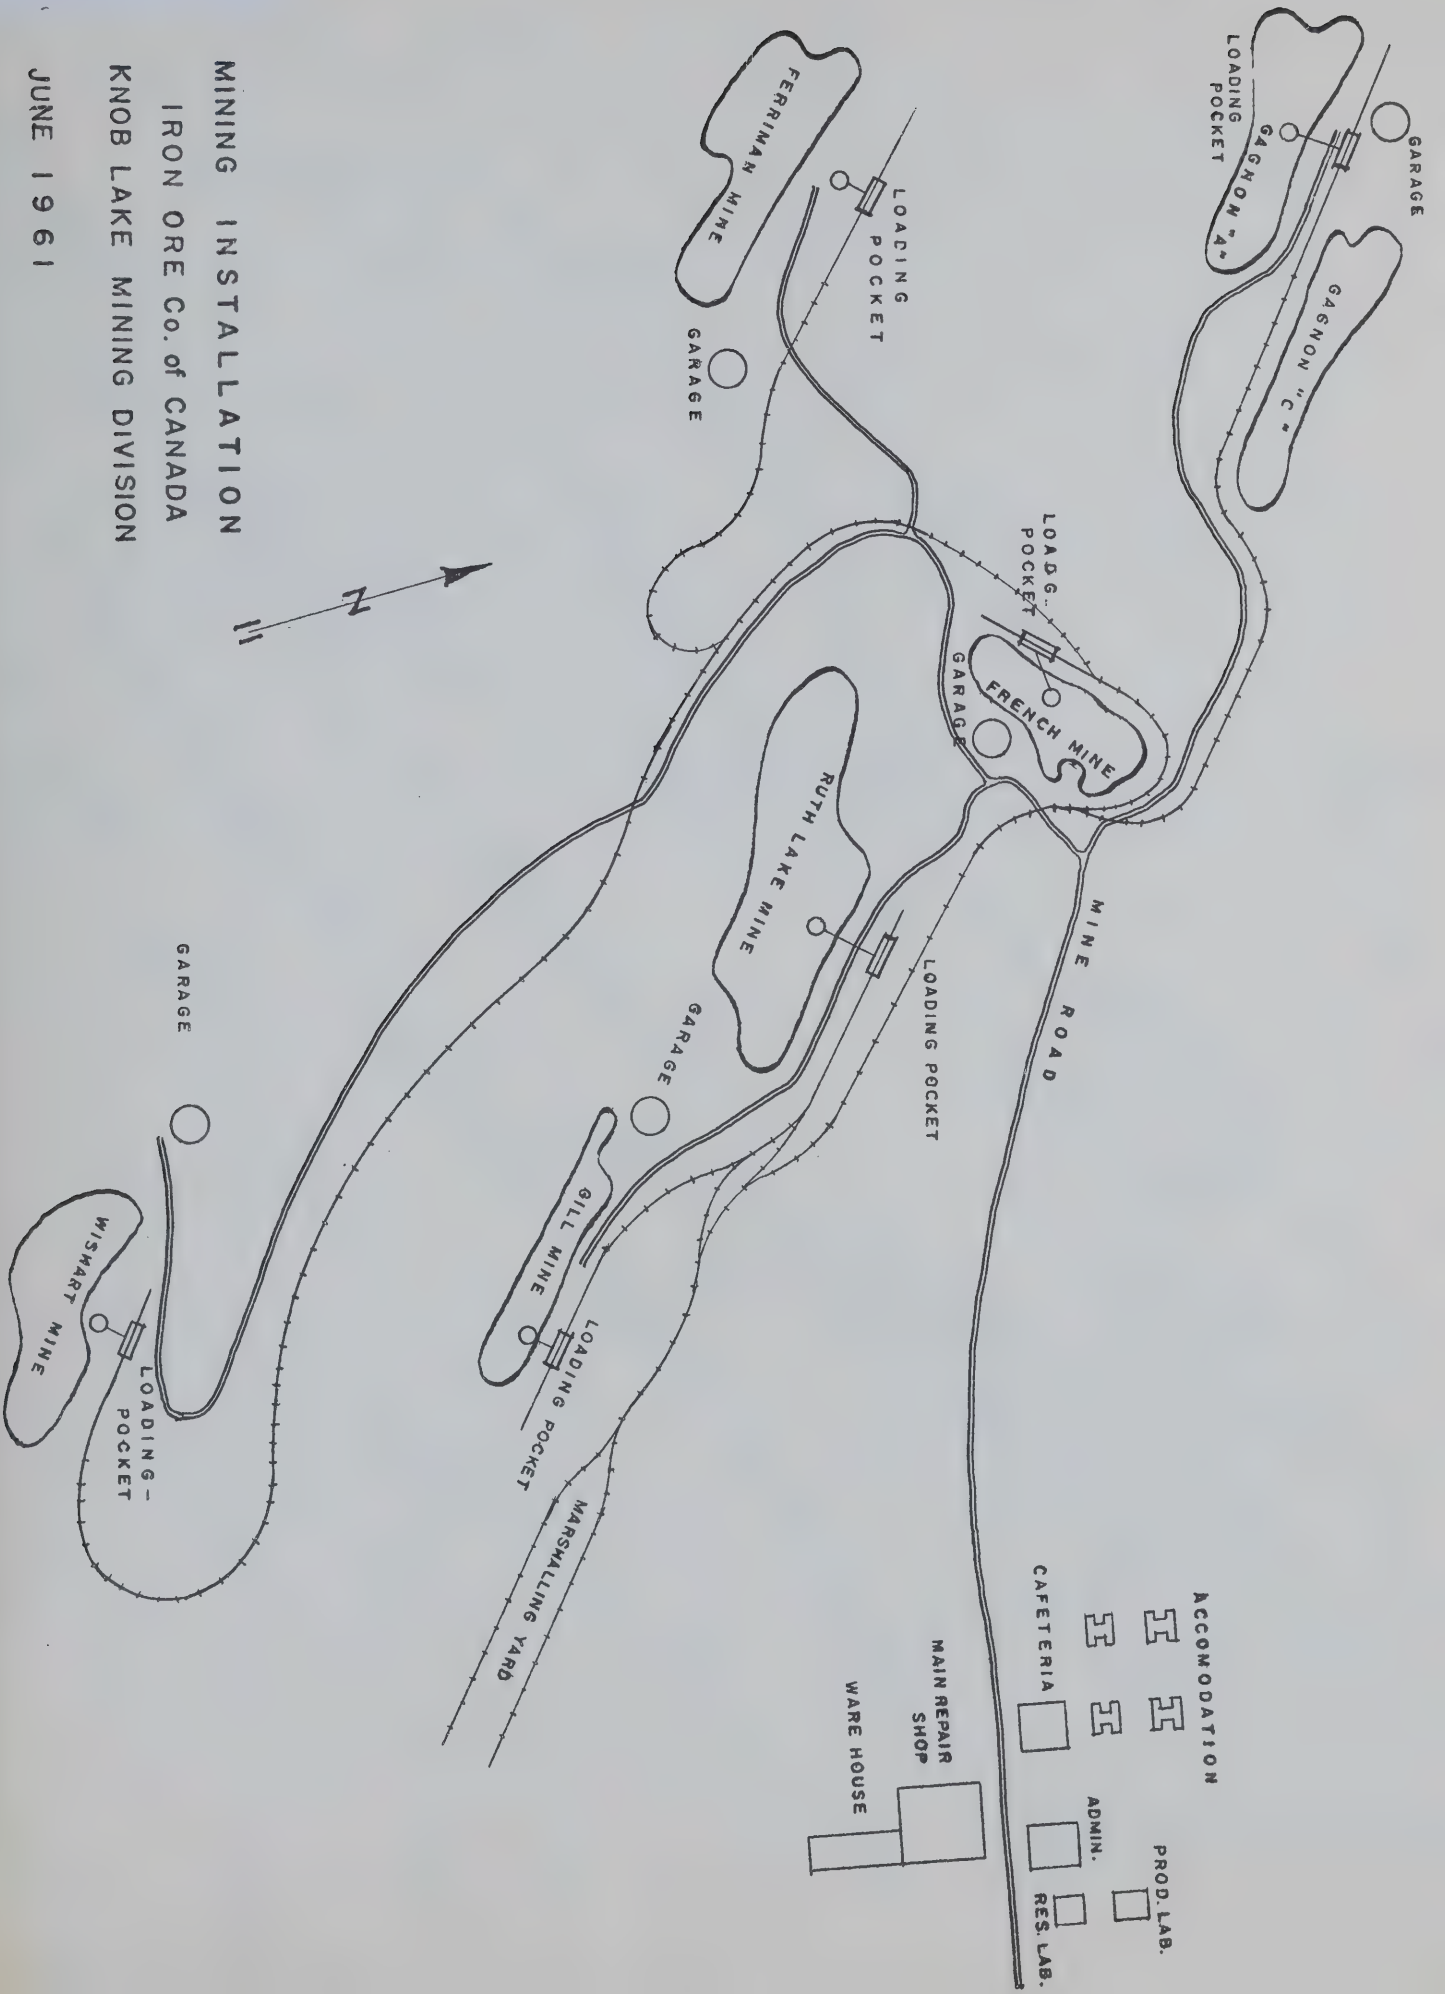 GARAGE
LOADING
POCKET
GAGNON "A"
GAGNON "C"
LOADING
POCKET
FERRIMAN MINE
GARAGE
LOADG.
POCKET
FRENCH MINE
GARAGE
MINE ROAD
RUTH LAKE MINE
LOADING POCKET
GARAGE
GILL MINE
LOADING POCKET
MARSHALLING YARD
GARAGE
WISHART MINE
LOADING-
POCKET
ACCOMODATION
CAFETERIA
ADMIN.
PROD. LAB.
RES. LAB.
MAIN REPAIR
SHOP
WARE HOUSE
N
MINING INSTALLATION
IRON ORE Co. of CANADA
KNOB LAKE MINING DIVISION
JUNE 1961